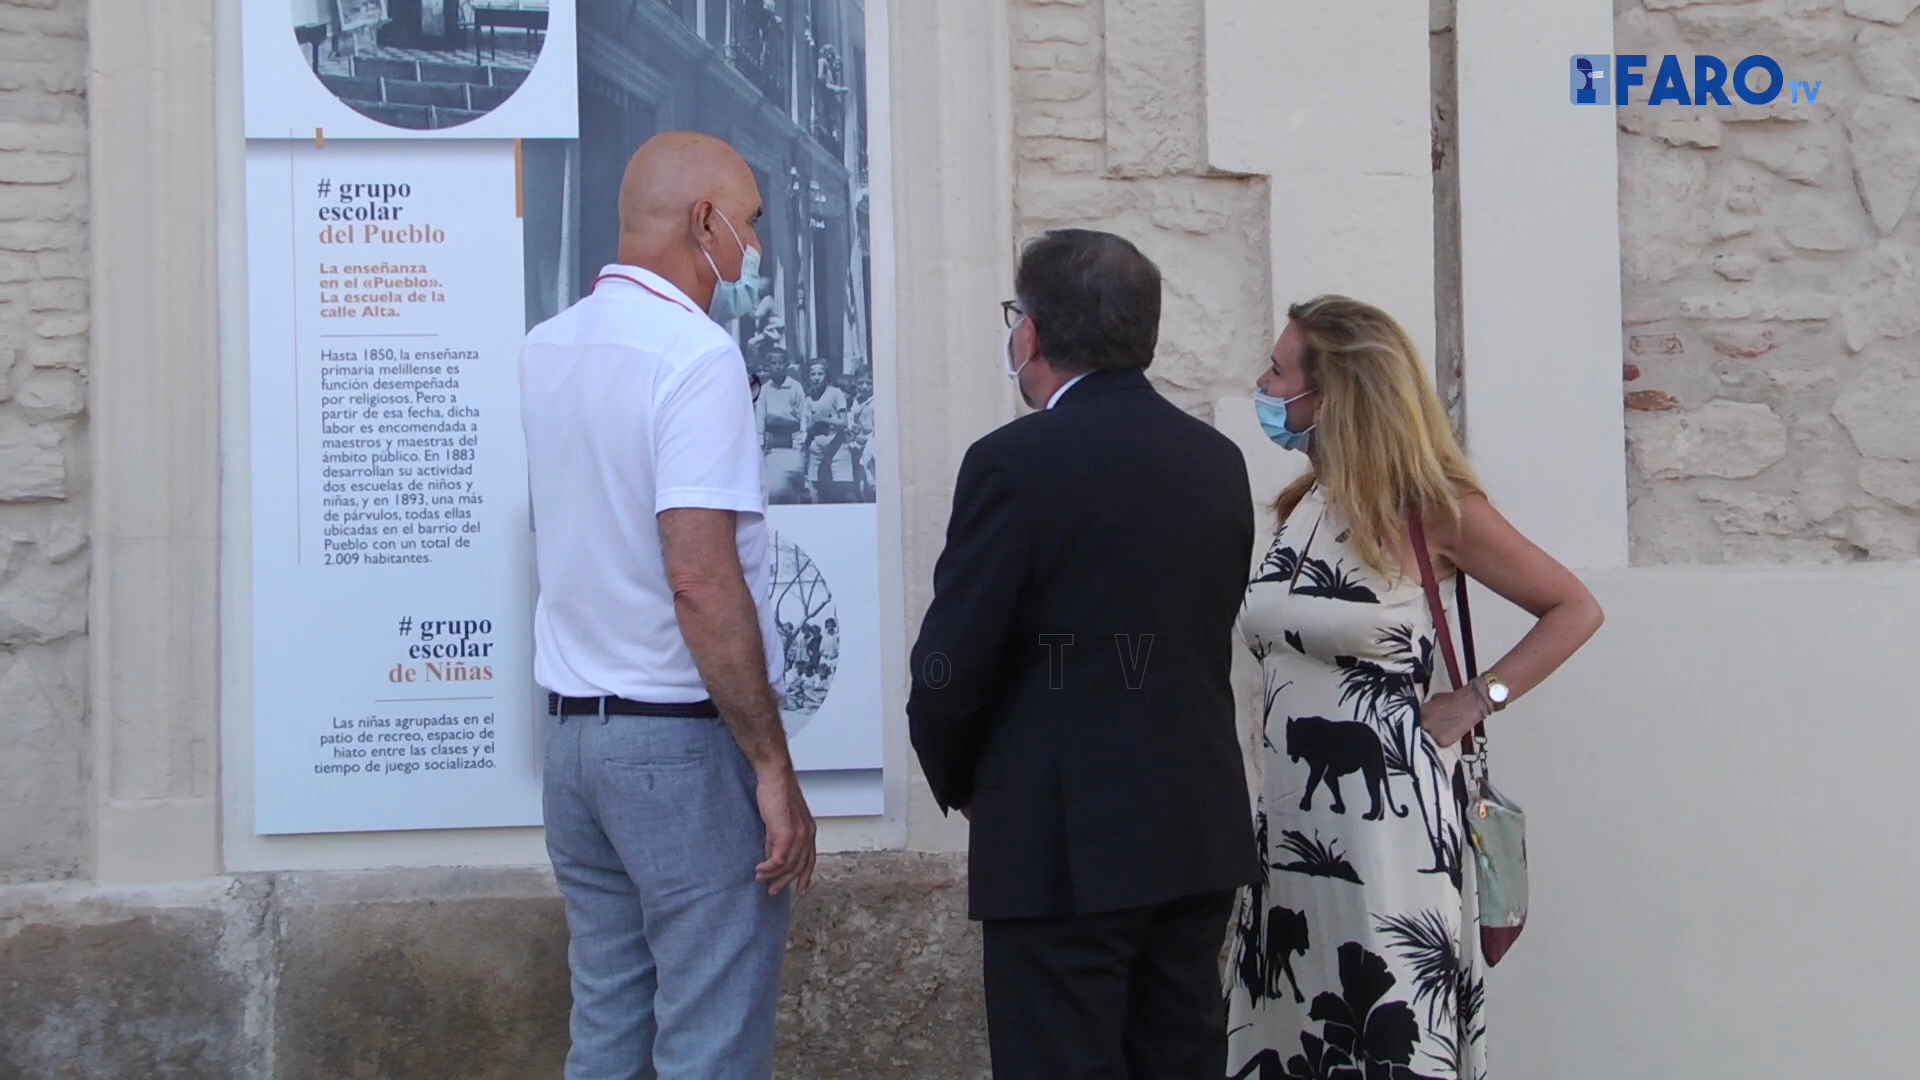 FARO TV
# grupo
escolar
del Pueblo
La enseñanza
en el «Pueblo».
La escuela de la
calle Alta.
Hasta 1850, la enseñanza
primaria melillense es
función desempeñada
por religiosos. Pero a
partir de esa fecha, dicha
labor es encomendada a
maestros y maestras del
ámbito público. En 1883
desarrollan su actividad
dos escuelas de niños y
niñas, y en 1893, una más
de párvulos, todas ellas
ubicadas en el barrio del
Pueblo con un total de
2.009 habitantes.
# grupo
escolar
de Niñas
Las niñas agrupadas en el
patio de recreo, espacio de
hiato entre las clases y el
tiempo de juego socializado.
o TV